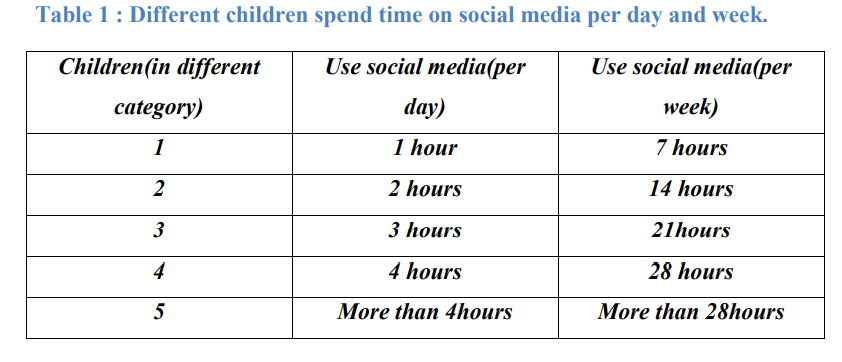 Table 1 : Different children spend time on social media per day and week.
Children(in different category) Use social media(per day) Use social media(per week)
1 1 hour 7 hours
2 2 hours 14 hours
3 3 hours 21hours
4 4 hours 28 hours
5 More than 4hours More than 28hours